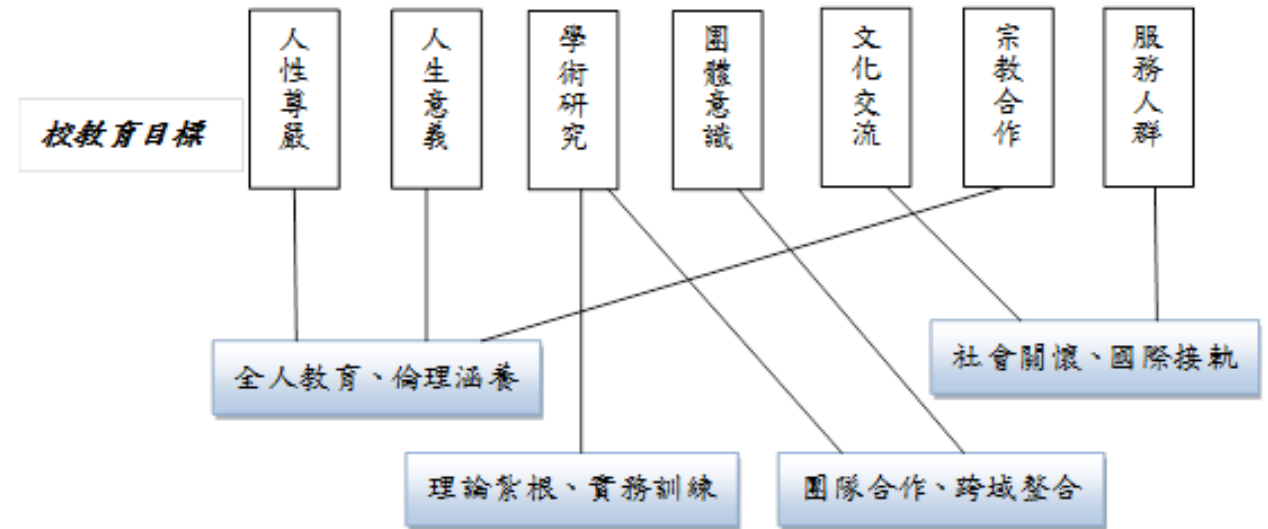 校教育目標
人性尊嚴
人生意義
學術研究
團體意識
文化交流
宗教合作
服務人群
全人教育、倫理涵養
社會關懷、國際接軌
理論紮根、實務訓練
團隊合作、跨域整合